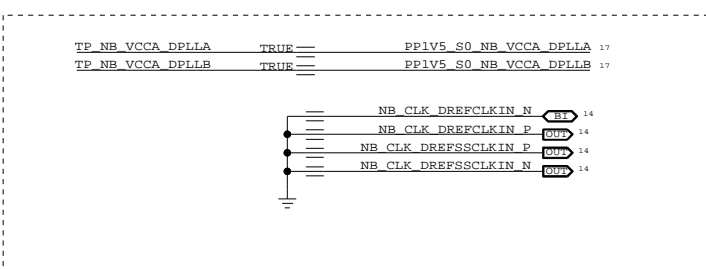 TP_NB_VCCA_DPLLA TRUE PP1V5_S0_NB_VCCA_DPLLA 17
TP_NB_VCCA_DPLLB TRUE PP1V5_S0_NB_VCCA_DPLLB 17
NB_CLK_DREFCLKIN_N BI 14
NB_CLK_DREFCLKIN_P OUT 14
NB_CLK_DREFSSCLKIN_P OUT 14
NB_CLK_DREFSSCLKIN_N OUT 14